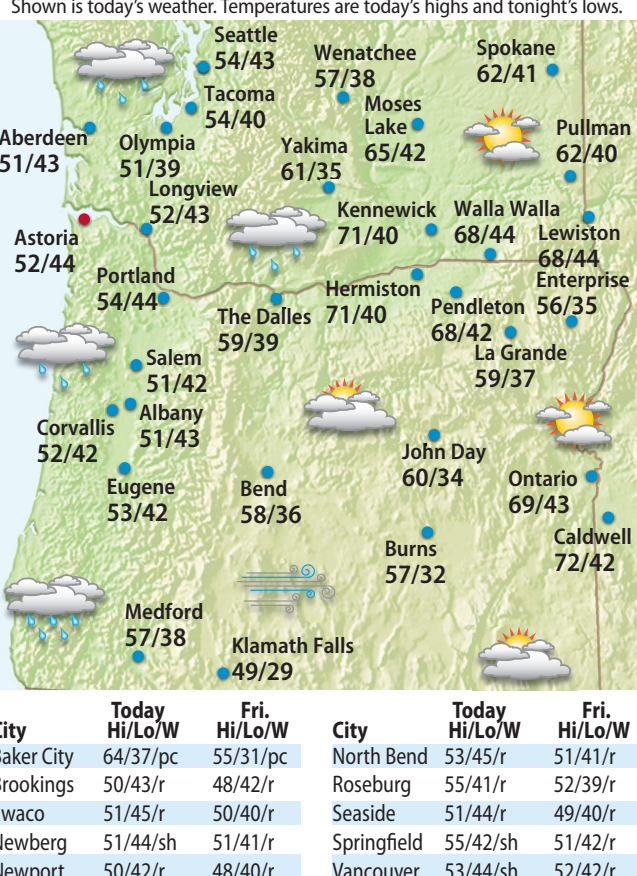 Shown is today's weather. Temperatures are today's highs and tonight's lows.
Seattle
54/43
Wenatchee
57/38
Spokane
62/41
Tacoma
54/40
Moses
Lake
65/42
Aberdeen
51/43
Olympia
51/39
Yakima
61/35
Pullman
62/40
Longview
52/43
Kennewick
71/40
Walla Walla
68/44
Lewiston
68/44
Astoria
52/44
Portland
54/44
The Dalles
59/39
Hermiston
71/40
Pendleton
68/42
Enterprise
56/35
La Grande
59/37
Salem
51/42
Albany
51/43
Corvallis
52/42
Eugene
53/42
Bend
58/36
John Day
60/34
Ontario
69/43
Caldwell
72/42
Burns
57/32
Medford
57/38
Klamath Falls
49/29
Today Fri.
City Hi/Lo/W Hi/Lo/W
Baker City 64/37/pc 55/31/pc
Brookings 50/43/r 48/42/r
lwaco 51/45/r 50/40/r
Newberg 51/44/sh 51/41/r
Newport 50/42/r 48/40/r
Today Fri.
City Hi/Lo/W Hi/Lo/W
North Bend 53/45/r 51/41/r
Roseburg 55/41/r 52/39/r
Seaside 51/44/r 49/40/r
Springfield 55/42/sh 51/42/r
Vancouver 53/44/sh 52/42/r